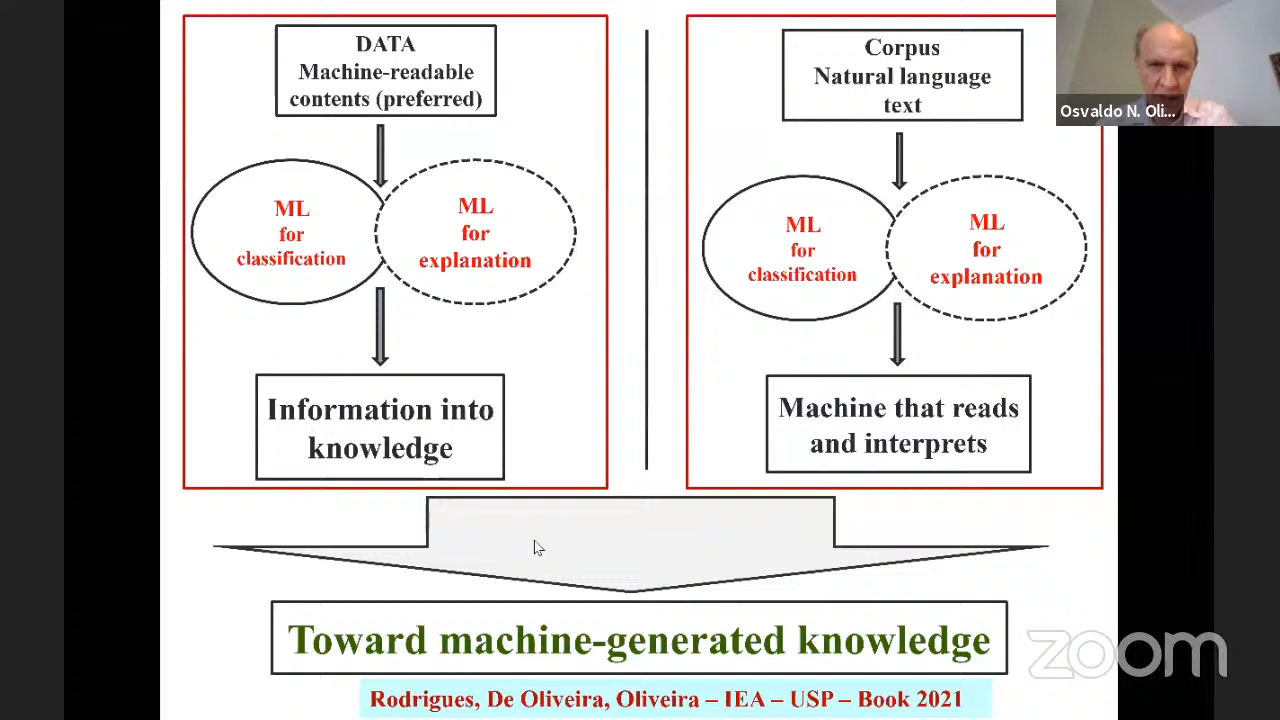 DATA
Machine-readable
contents (preferred)
ML
for
classification
ML
for
explanation
Information into
knowledge
Corpus
Natural language
text
ML
for
classification
ML
for
explanation
Machine that reads
and interprets
Osvaldo N. Oli...
Toward machine-generated knowledge
zoom
Rodrigues, De Oliveira, Oliveira – IEA – USP – Book 2021